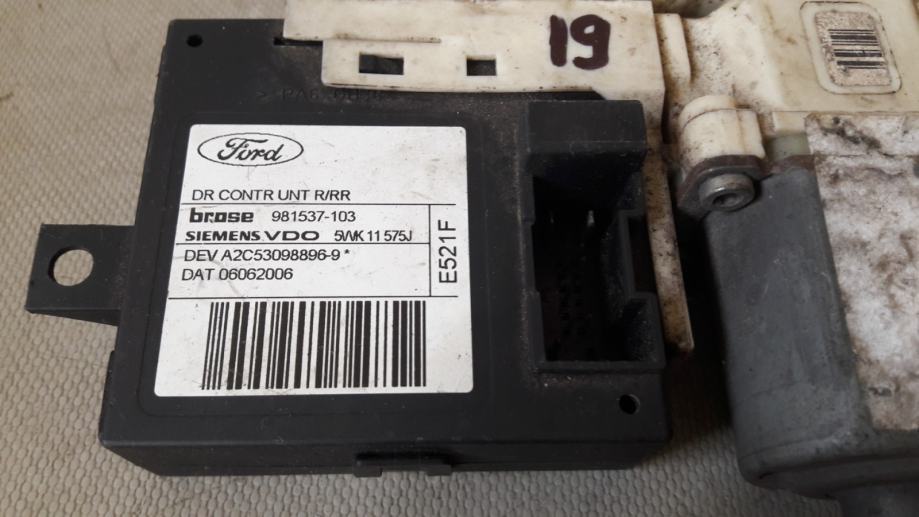 19
Ford
DR CONTR UNT R/RR
brose 981537-103
SIEMENS VDO 5WK 11 575J
DEV A2C53098896-9 *
DAT 06062006
E521F